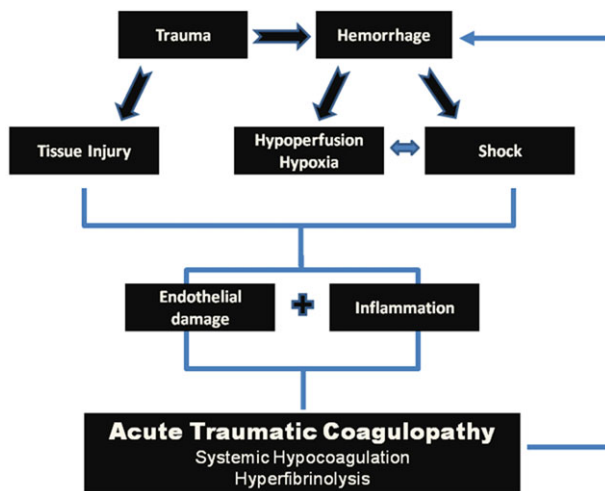 Trauma
Hemorrhage
Tissue Injury
Hypoperfusion
Hypoxia
Shock
Endothelial
damage
Inflammation
Acute Traumatic Coagulopathy
Systemic Hypocoagulation
Hyperfibrinolysis